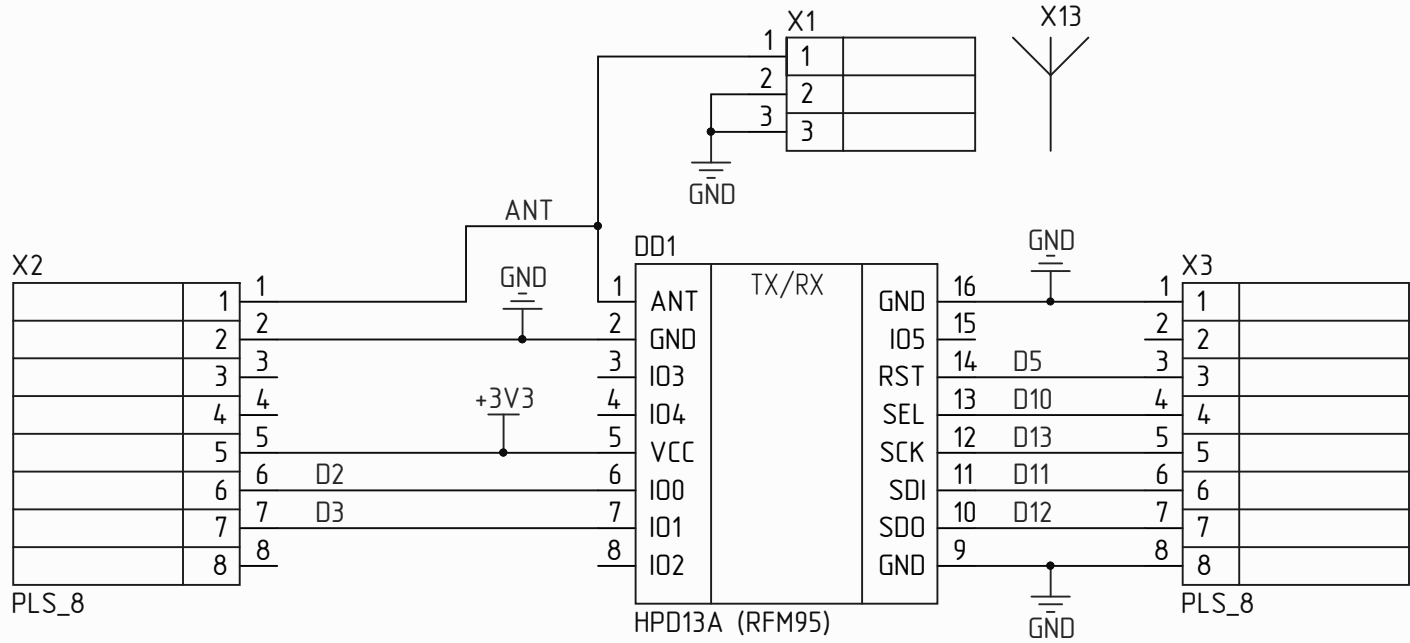 X1
X13
1 1
2 2
3 3
GND
ANT
X2
1 1
2 2
3 3
4 4
5 5
6 6
7 7
8 8
PLS_8
GND
+3V3
D2
D3
DD1
TX/RX
1 ANT
2 GND
3 IO3
4 IO4
5 VCC
6 IO0
7 IO1
8 IO2
GND 16
IO5 15
RST 14
SEL 13
SCK 12
SDI 11
SDO 10
GND 9
HPD13A (RFM95)
GND
D5
D10
D13
D11
D12
GND
X3
1 1
2 2
3 3
4 4
5 5
6 6
7 7
8 8
PLS_8